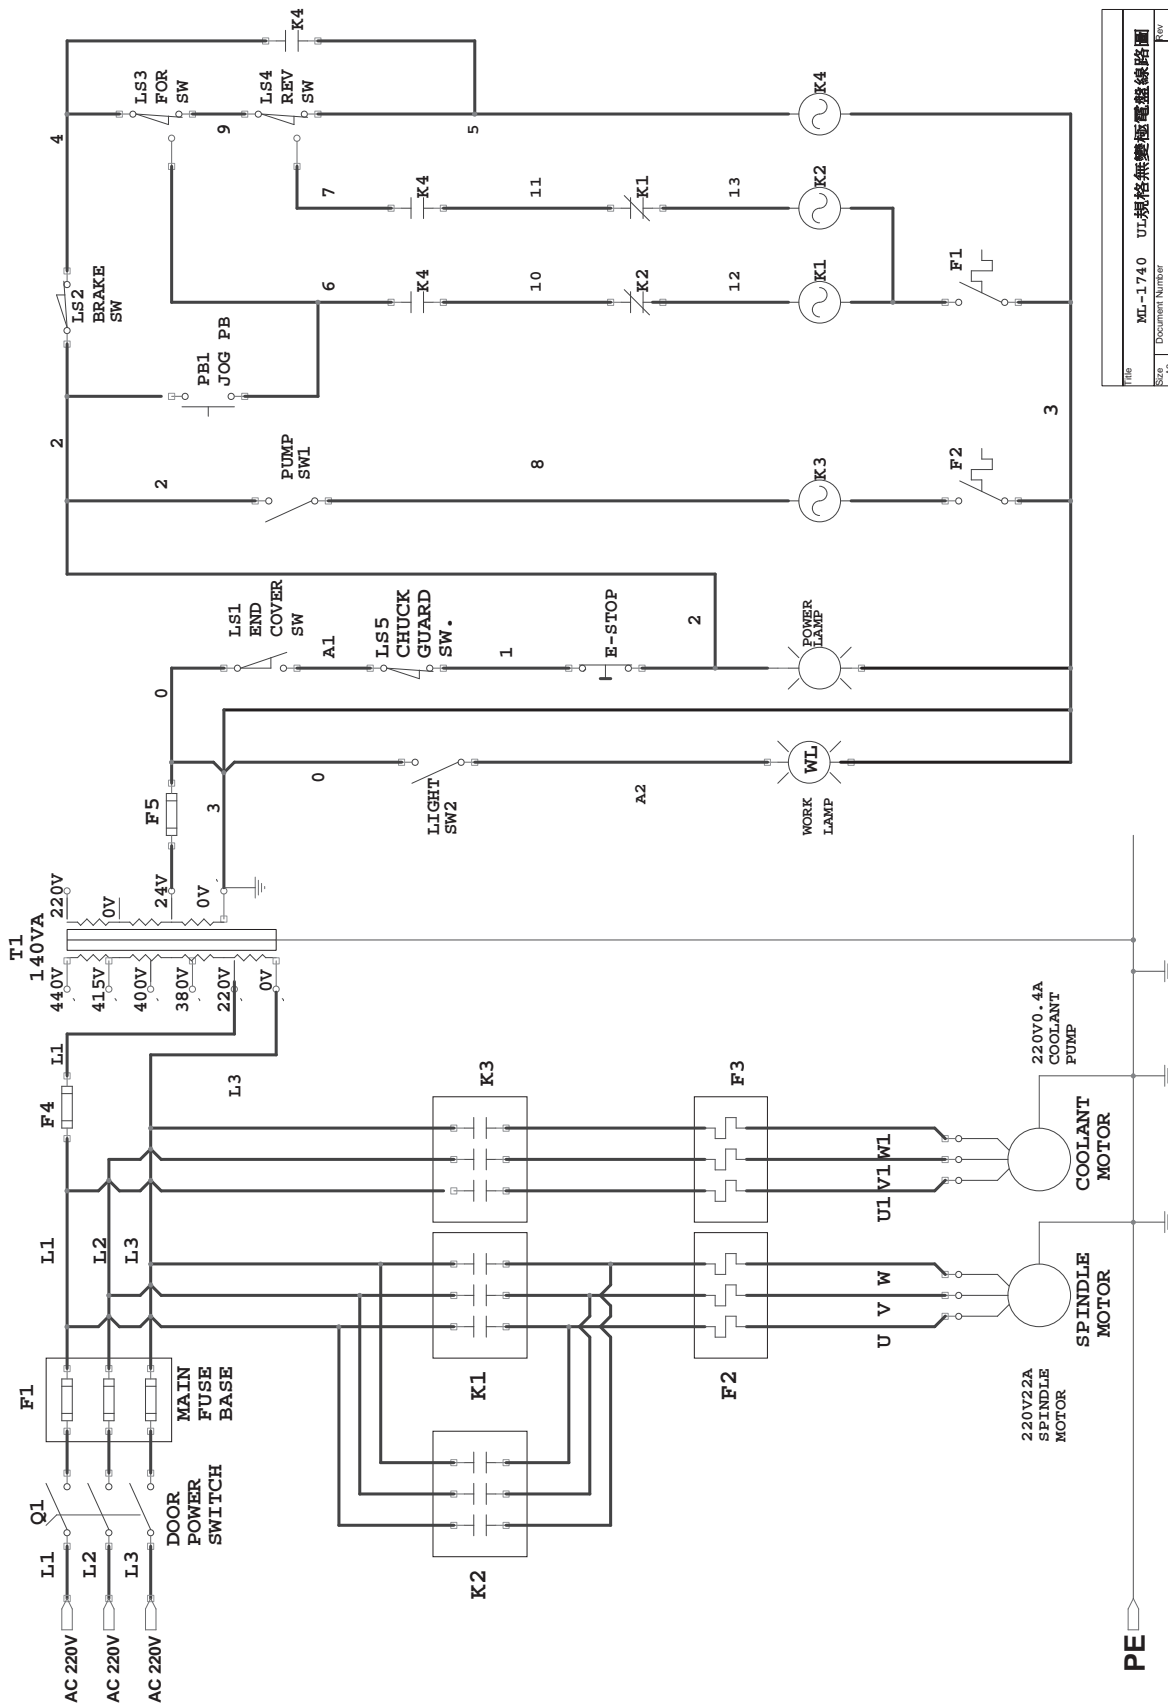 AC 220V
AC 220V
AC 220V
L1
L2
L3
Q1
DOOR
POWER
SWITCH
F1
MAIN
FUSE
BASE
L1
L2
L3
F4
L1
L3
T1
140VA
440V
415V
400V
380V
220V
0V
220V
0V
24V
0V
F5
0
3
0
LIGHT
SW2
A2
WORK
LAMP
WL
LS1
END
COVER
SW
A1
LS5
CHUCK
GUARD
SW.
1
E-STOP
2
POWER
LAMP
2
2
PUMP
SW1
8
K3
F2
3
PB1
JOG PB
LS2
BRAKE
SW
4
6
K4
10
K2
12
K1
F1
7
K4
11
K1
13
K2
LS3
FOR
SW
9
LS4
REV
SW
5
K4
K4
K2
K1
K3
F2
F3
U V W
U1 V1 W1
220V22A
SPINDLE
MOTOR
SPINDLE
MOTOR
220V0.4A
COOLANT
PUMP
COOLANT
MOTOR
PE
Title
ML-1740 UL規格無變極電盤線路圖
Size
Document Number
Rev